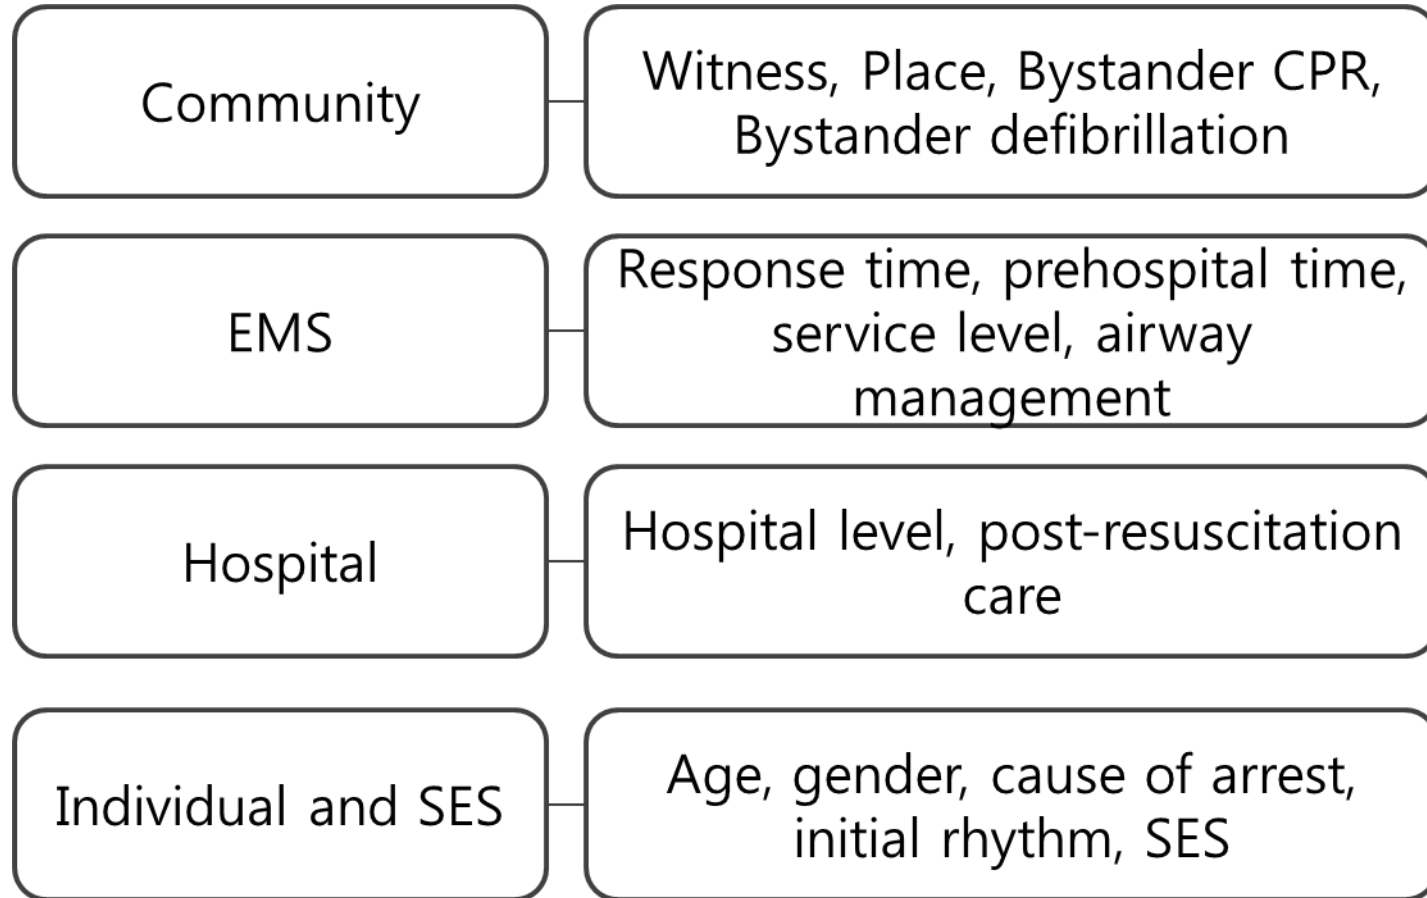 Community
Witness, Place, Bystander CPR,
Bystander defibrillation
EMS
Response time, prehospital time,
service level, airway
management
Hospital
Hospital level, post-resuscitation
care
Individual and SES
Age, gender, cause of arrest,
initial rhythm, SES